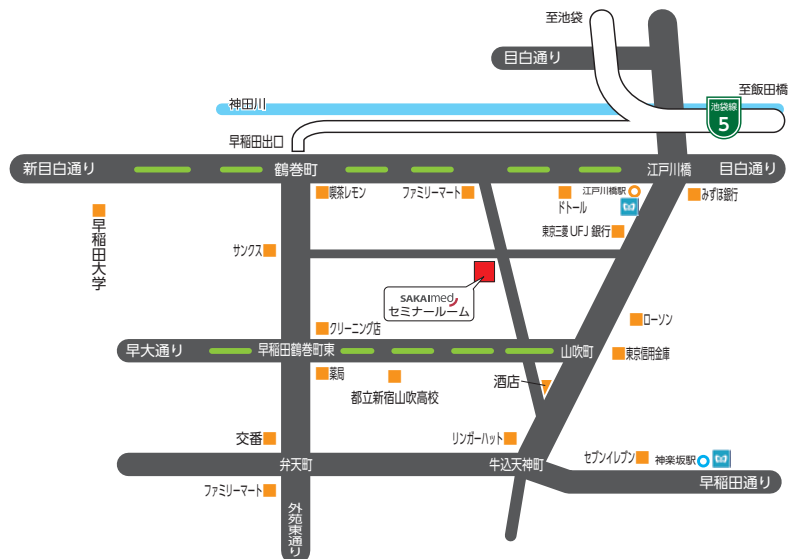 至池袋
目白通り
至飯田橋
神田川
池袋線
5
早稲田出口
新目白通り
鶴巻町
江戸川橋
目白通り
喫茶レモン
ファミリーマート
江戸川橋駅
ドトール
みずほ銀行
早稲田大学
東京三菱UFJ銀行
サンクス
SAKAImed
セミナールーム
ローソン
クリーニング店
早大通り
早稲田鶴巻町東
山吹町
東京信用金庫
薬局
酒店
都立新宿山吹高校
交番
リンガーハット
弁天町
牛込天神町
セブンイレブン
神楽坂駅
早稲田通り
ファミリーマート
外苑東通り